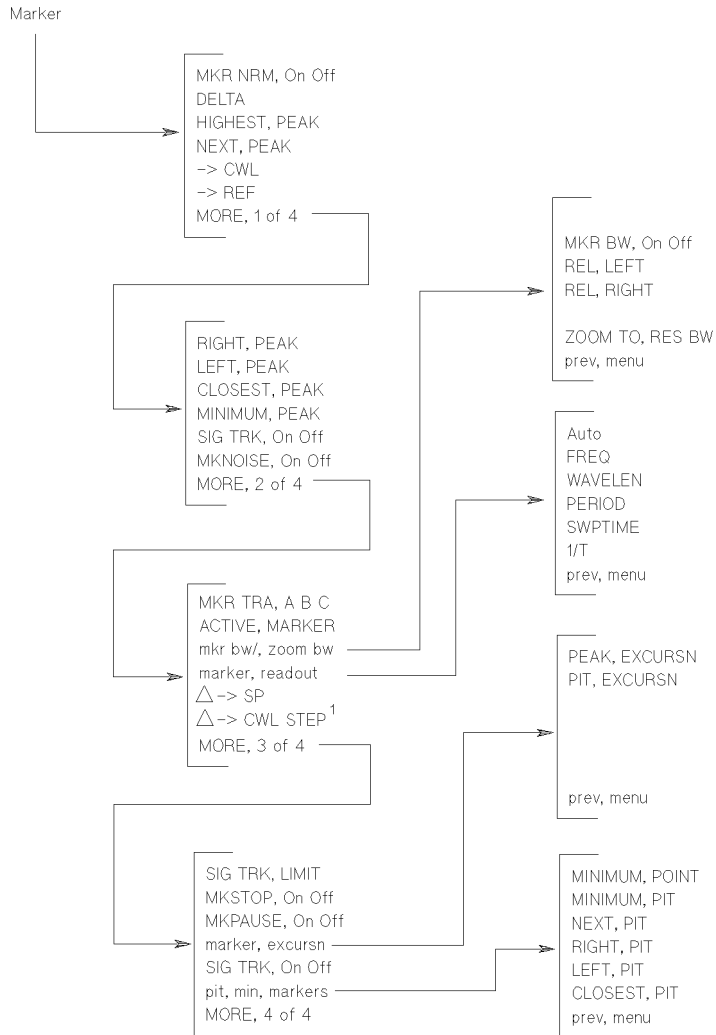 Marker
MKR NRM, On Off
DELTA
HIGHEST, PEAK
NEXT, PEAK
-> CWL
-> REF
MORE, 1 of 4
RIGHT, PEAK
LEFT, PEAK
CLOSEST, PEAK
MINIMUM, PEAK
SIG TRK, On Off
MKNOISE, On Off
MORE, 2 of 4
MKR TRA, A B C
ACTIVE, MARKER
mkr bw/, zoom bw
marker, readout
△-> SP
△-> CWL STEP¹
MORE, 3 of 4
SIG TRK, LIMIT
MKSTOP, On Off
MKPAUSE, On Off
marker, excursn
SIG TRK, On Off
pit, min, markers
MORE, 4 of 4
MKR BW, On Off
REL, LEFT
REL, RIGHT
ZOOM TO, RES BW
prev, menu
Auto
FREQ
WAVELEN
PERIOD
SWPTIME
1/T
prev, menu
PEAK, EXCURSN
PIT, EXCURSN
prev, menu
MINIMUM, POINT
MINIMUM, PIT
NEXT, PIT
RIGHT, PIT
LEFT, PIT
CLOSEST, PIT
prev, menu